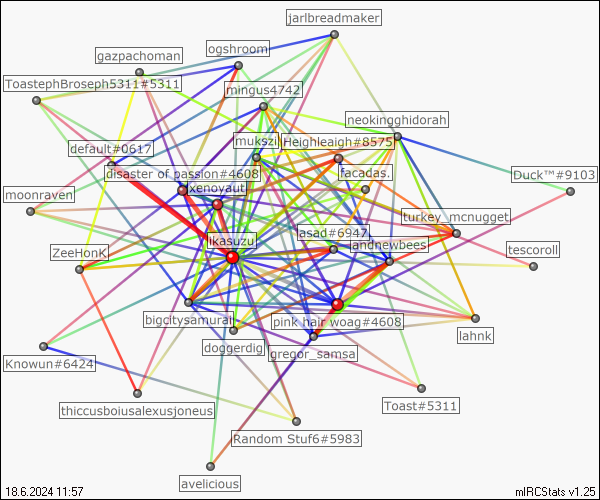 jarlbreadmaker
ogshroom
gazpachoman
ToastephBroseph5311#5311
mingus4742
neokingghidorah
mukszi
Heighleaigh#8575
default#0617
disaster of passion#4608
facadas.
Duck™#9103
xenoyaut
moonraven
turkey_mcnugget
asad#6947
ikasuzu
landnewbees
ZeeHonK
tescoroll
bigcitysamurai
pink hair woag#4608
lahnk
doggerdig
gregor_samsa
Knowun#6424
thiccusboiusalexusjoneus
Toast#5311
Random Stuf6#5983
avelicious
18.6.2024 11:57
mIRCStats v1.25